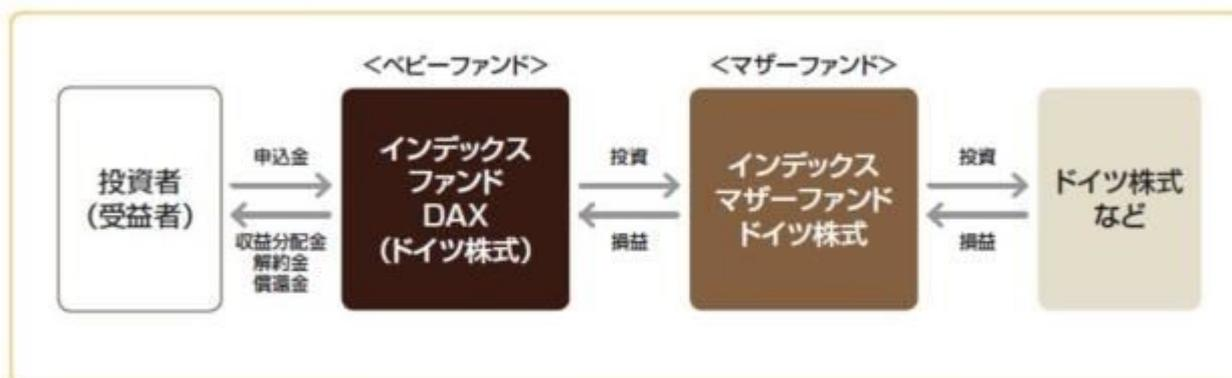 ＜ベビーファンド＞
＜マザーファンド＞
投資者
（受益者）
申込金
収益分配金
解約金
償還金
インデックス
ファンド
DAX
（ドイツ株式）
投資
損益
インデックス
マザーファンド
ドイツ株式
投資
損益
ドイツ株式
など